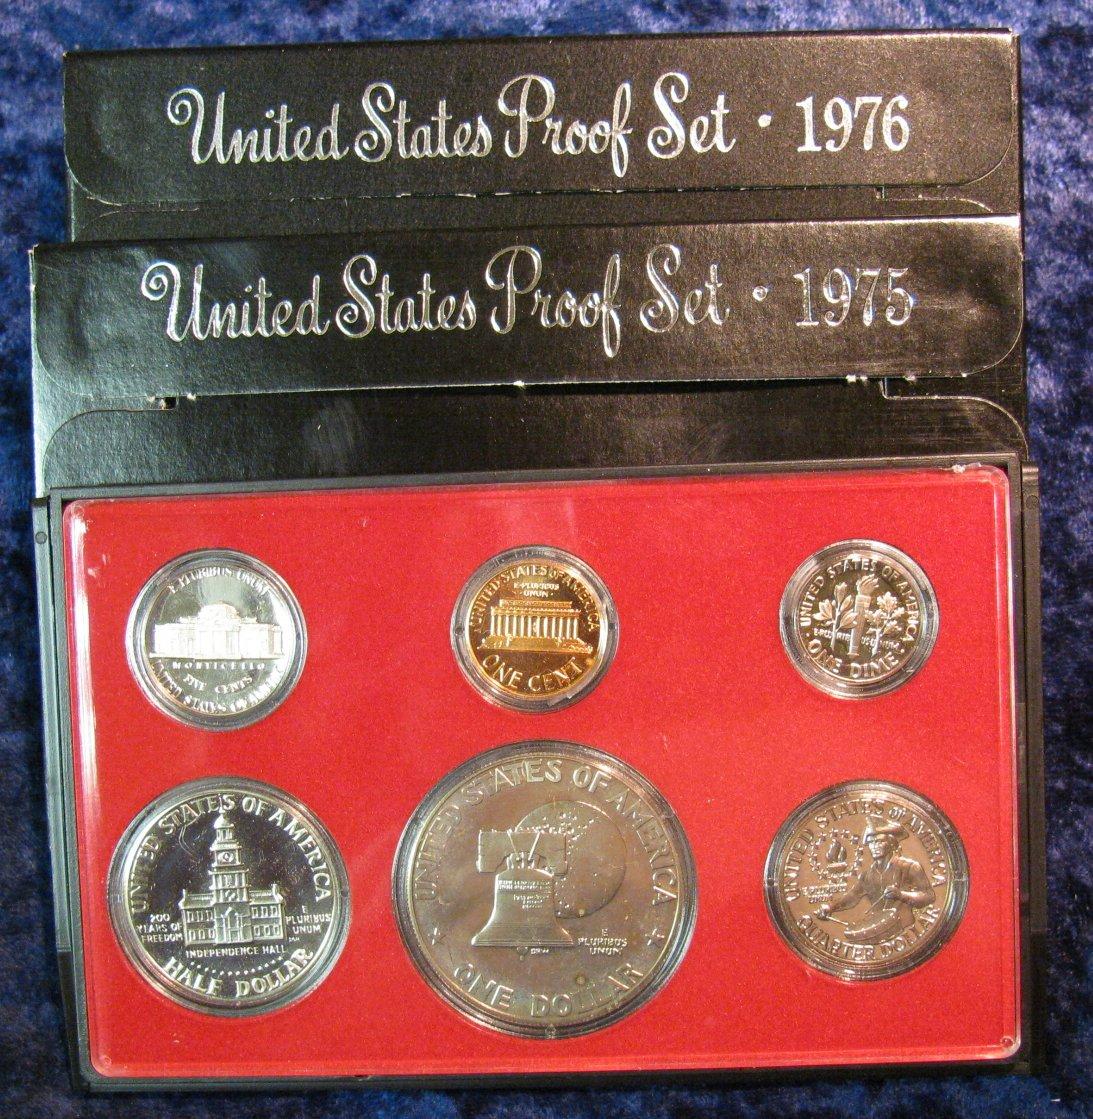 United States Proof Set · 1976
United States Proof Set · 1975
E PLURIBUS UNUM
MONTICELLO
FIVE CENTS
UNITED STATES OF AMERICA
UNITED STATES OF AMERICA
E·PLURIBUS
·UNUM·
ONE CENT
UNITED STATES OF AMERICA
E PLURIBUS UNUM
ONE DIME
UNITED STATES OF AMERICA
200
YEARS OF
FREEDOM
E
PLURIBUS
UNUM
INDEPENDENCE HALL
HALF DOLLAR
UNITED STATES OF AMERICA
E
PLURIBUS
UNUM
ONE DOLLAR
UNITED STATES OF AMERICA
E PLURIBUS
UNUM
QUARTER DOLLAR